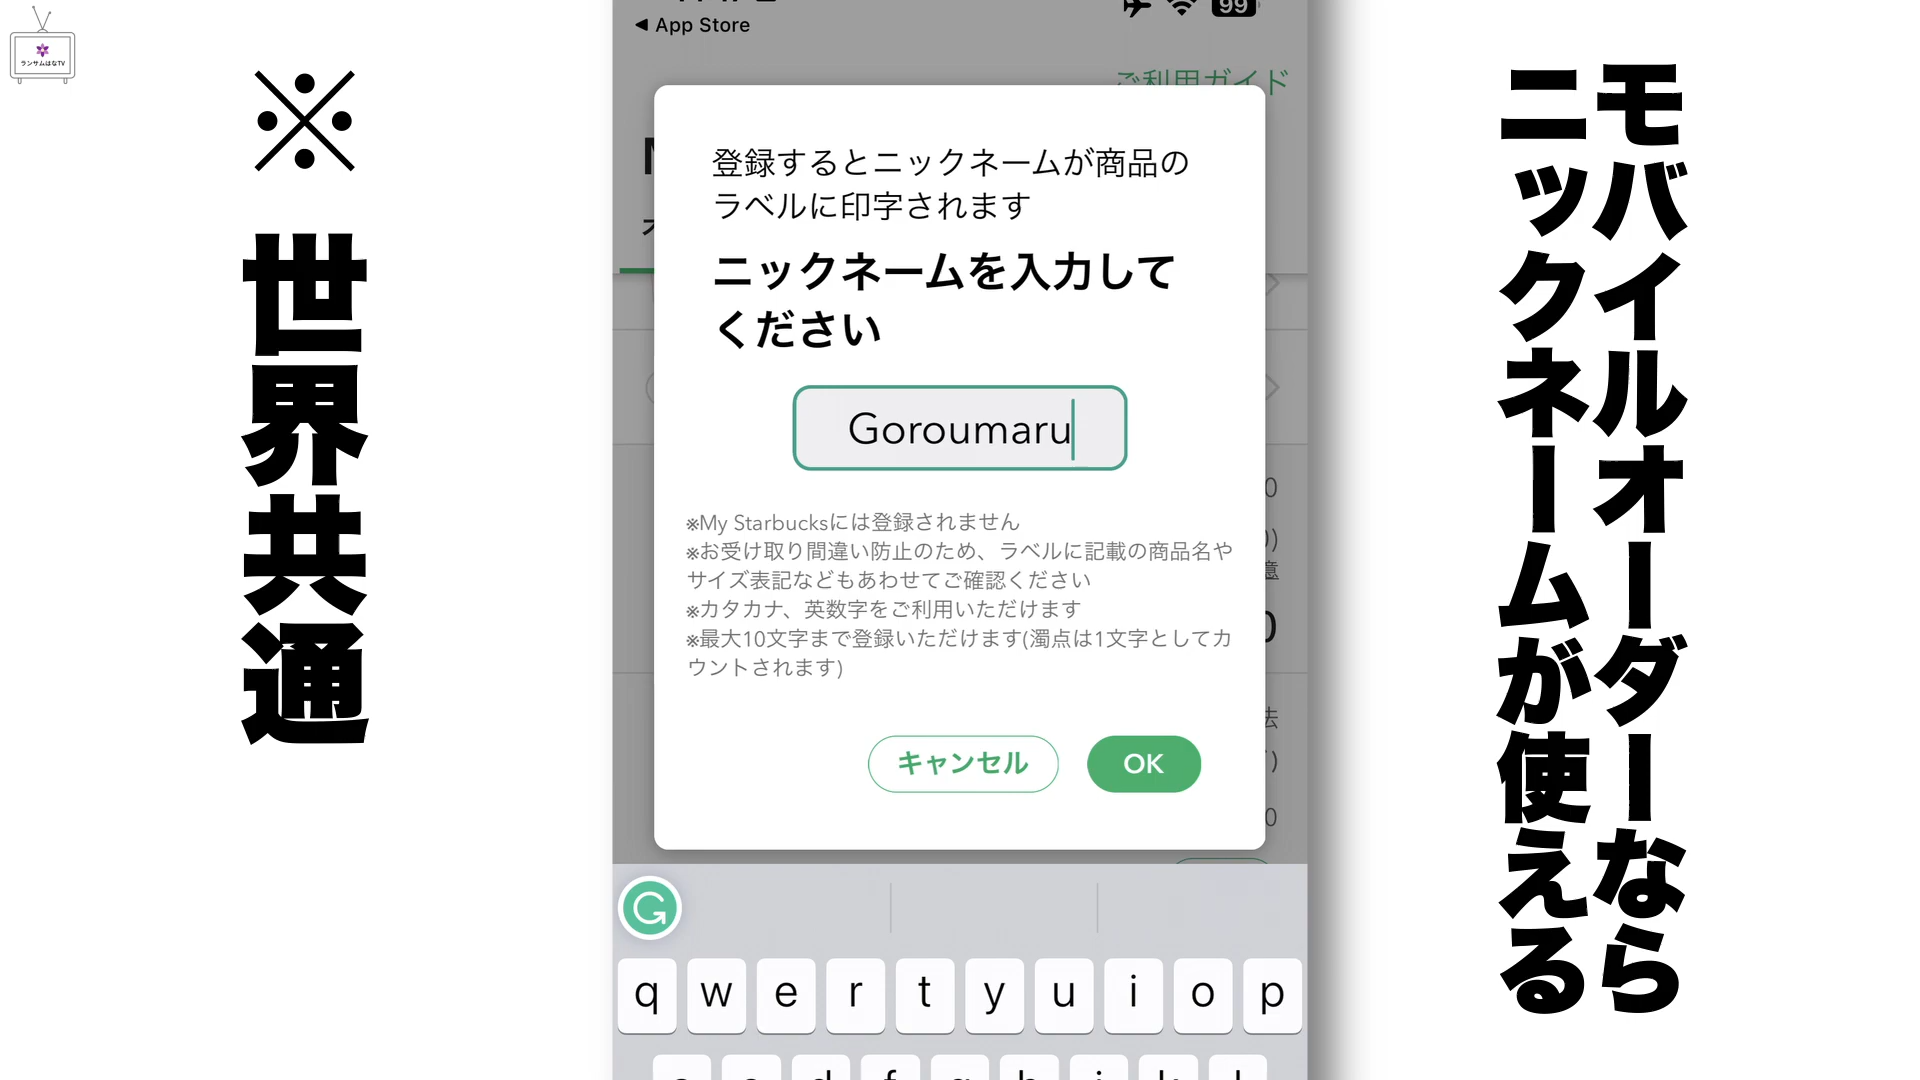 ランサムはなTV
モバイルオーダーなら
ニックネームが使える
※ 世界共通
◀ App Store
99
ご利用ガイド
登録するとニックネームが商品の
ラベルに印字されます
ニックネームを入力して
ください
Goroumaru
※My Starbucksには登録されません
※お受け取り間違い防止のため、ラベルに記載の商品名や
サイズ表記などもあわせてご確認ください
※カタカナ、英数字をご利用いただけます
※最大10文字まで登録いただけます(濁点は1文字としてカ
ウントされます)
キャンセル OK
q w e r t y u i o p